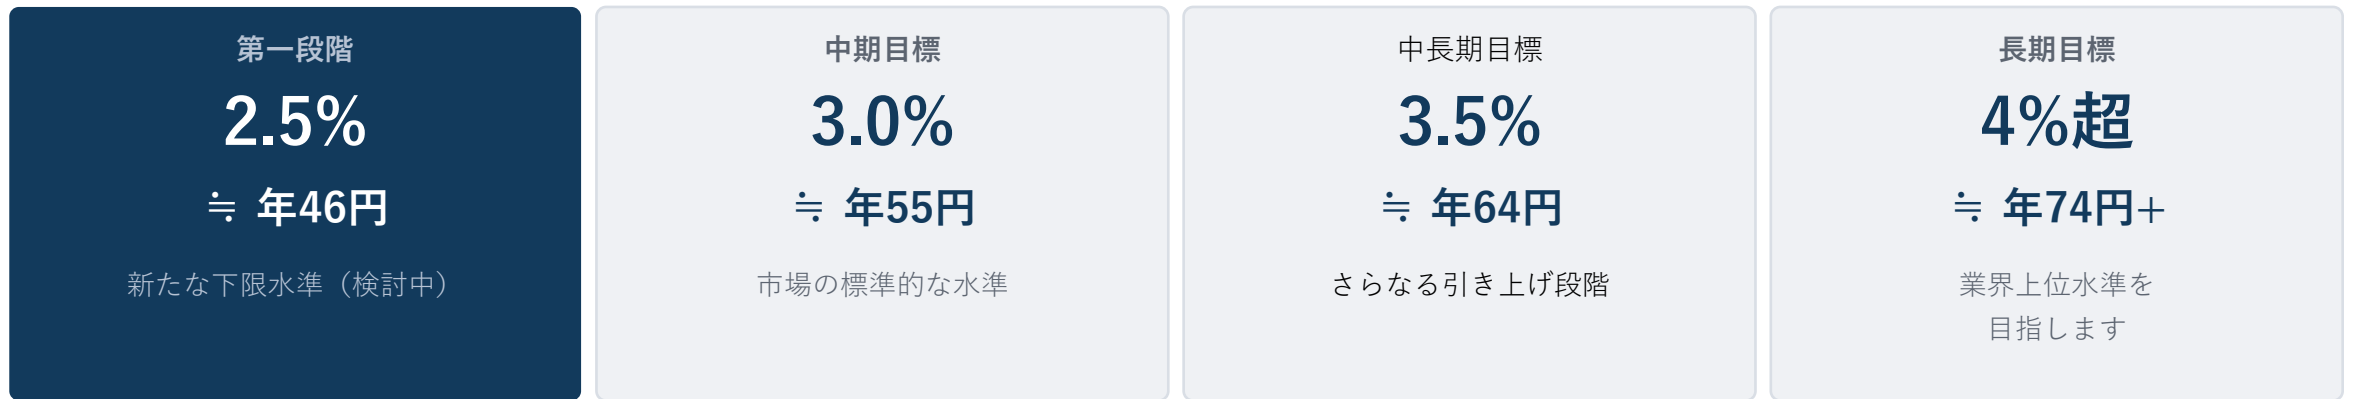 第一段階
2.5%
≒ 年46円
新たな下限水準（検討中）
中期目標
3.0%
≒ 年55円
市場の標準的な水準
中長期目標
3.5%
≒ 年64円
さらなる引き上げ段階
長期目標
4%超
≒ 年74円+
業界上位水準を
目指します